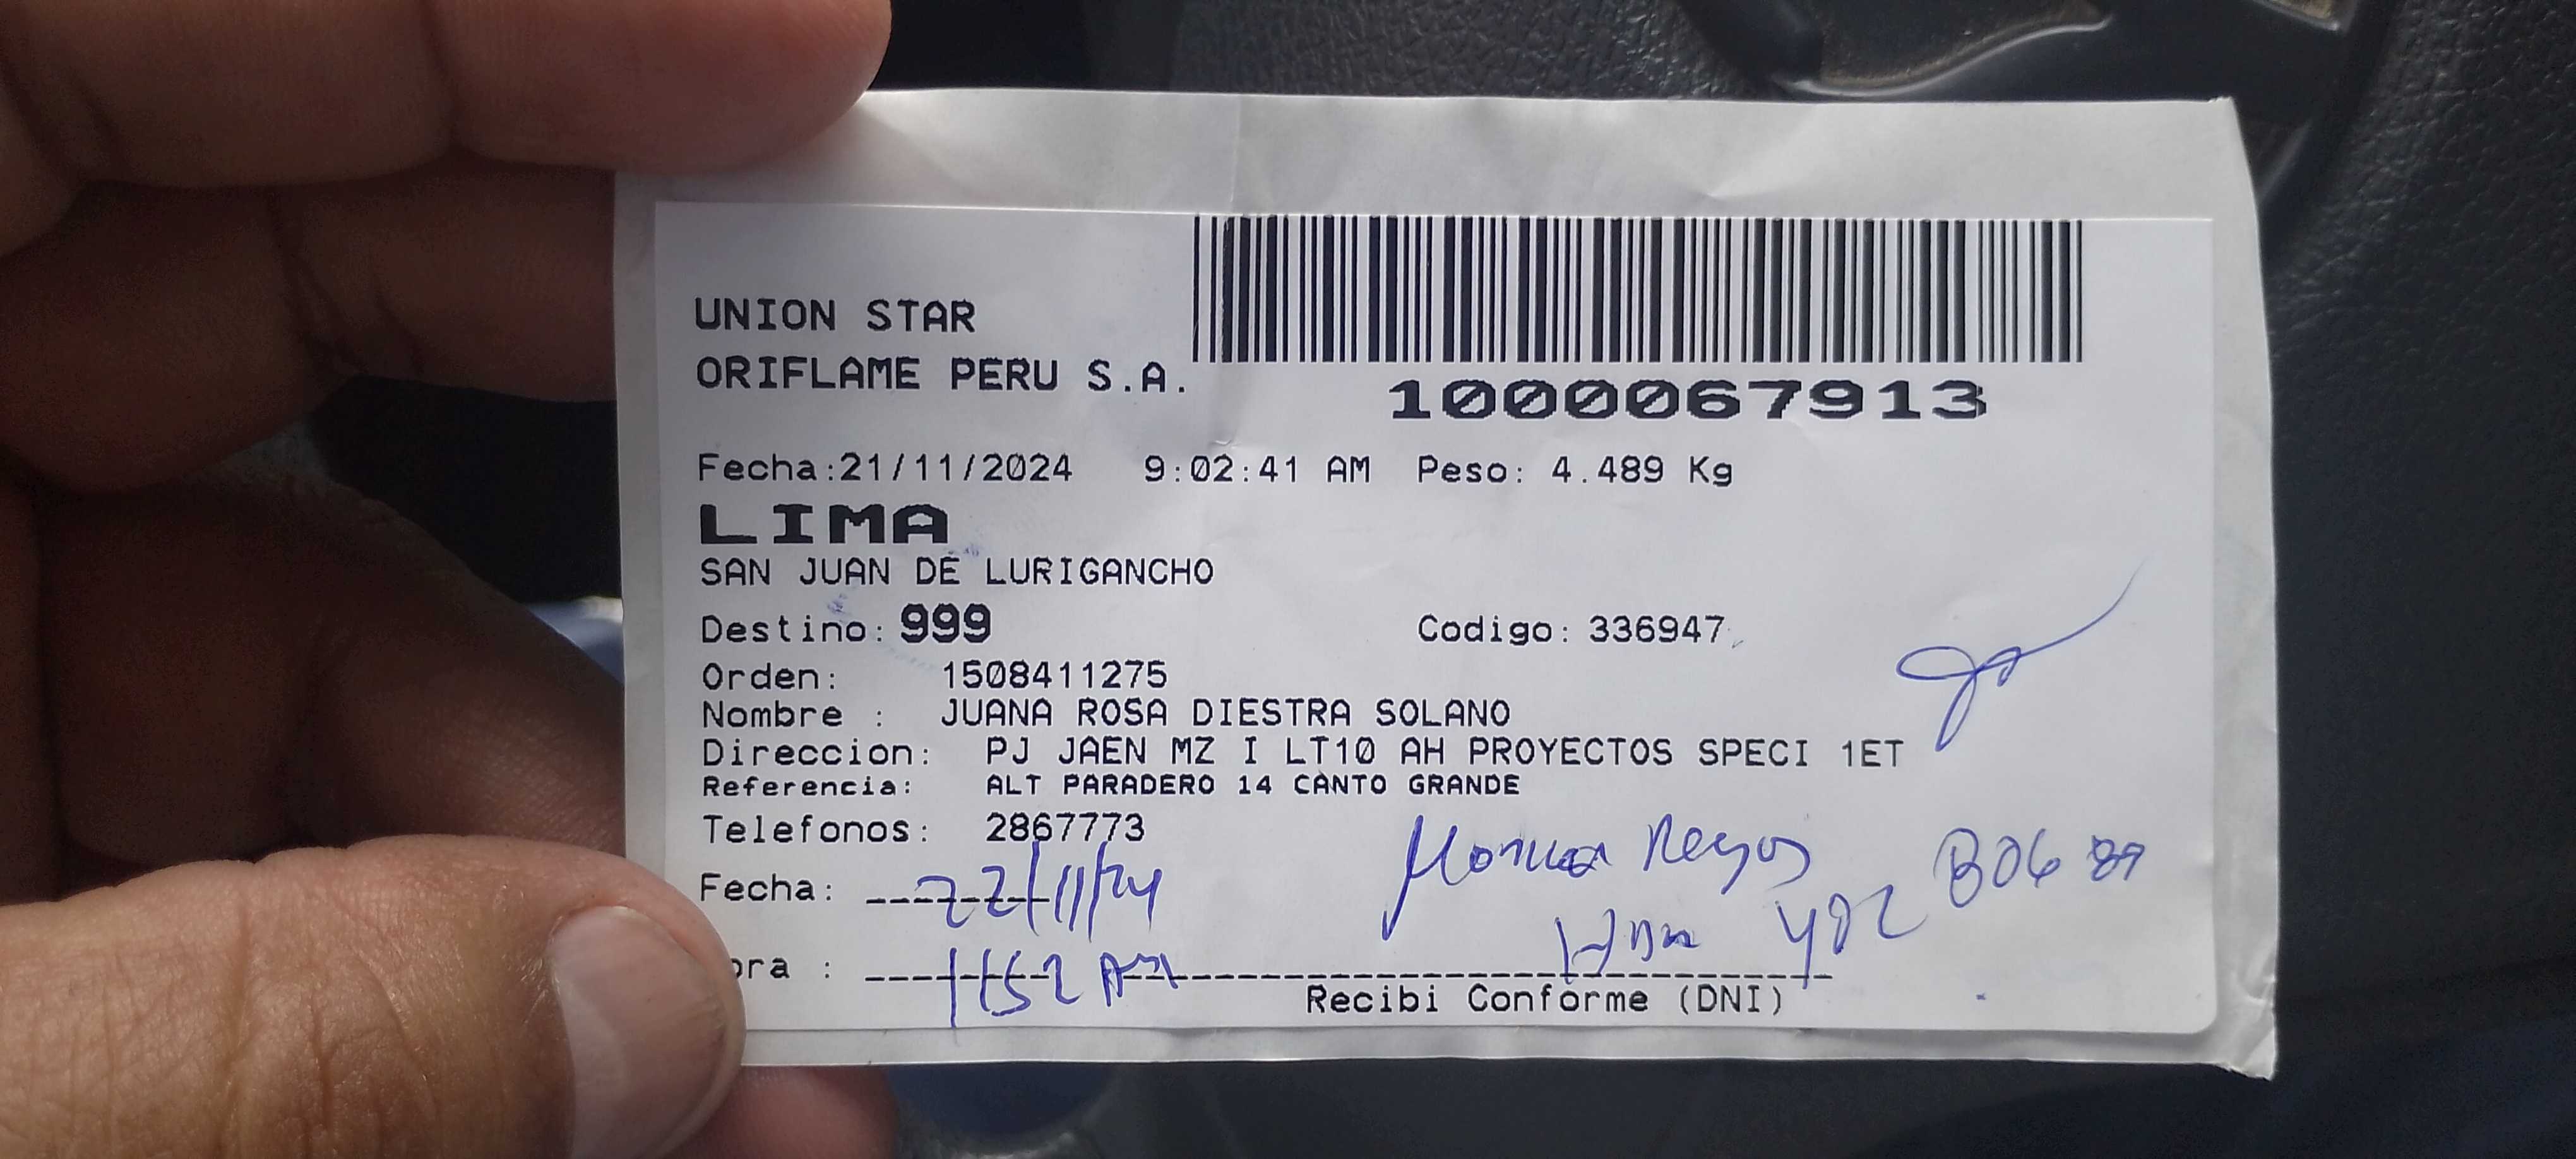 UNION STAR
ORIFLAME PERU S.A.
1000067913
Fecha:21/11/2024 9:02:41 AM Peso: 4.489 Kg
LIMA
SAN JUAN DE LURIGANCHO
Destino: 999 Codigo: 336947
Orden: 1508411275
Nombre : JUANA ROSA DIESTRA SOLANO
Direccion: PJ JAEN MZ I LT10 AH PROYECTOS SPECI 1ET
Referencia: ALT PARADERO 14 CANTO GRANDE
Telefonos: 2867773
Fecha: 22/11/24
ora : 1152 AM
Recibi Conforme (DNI)